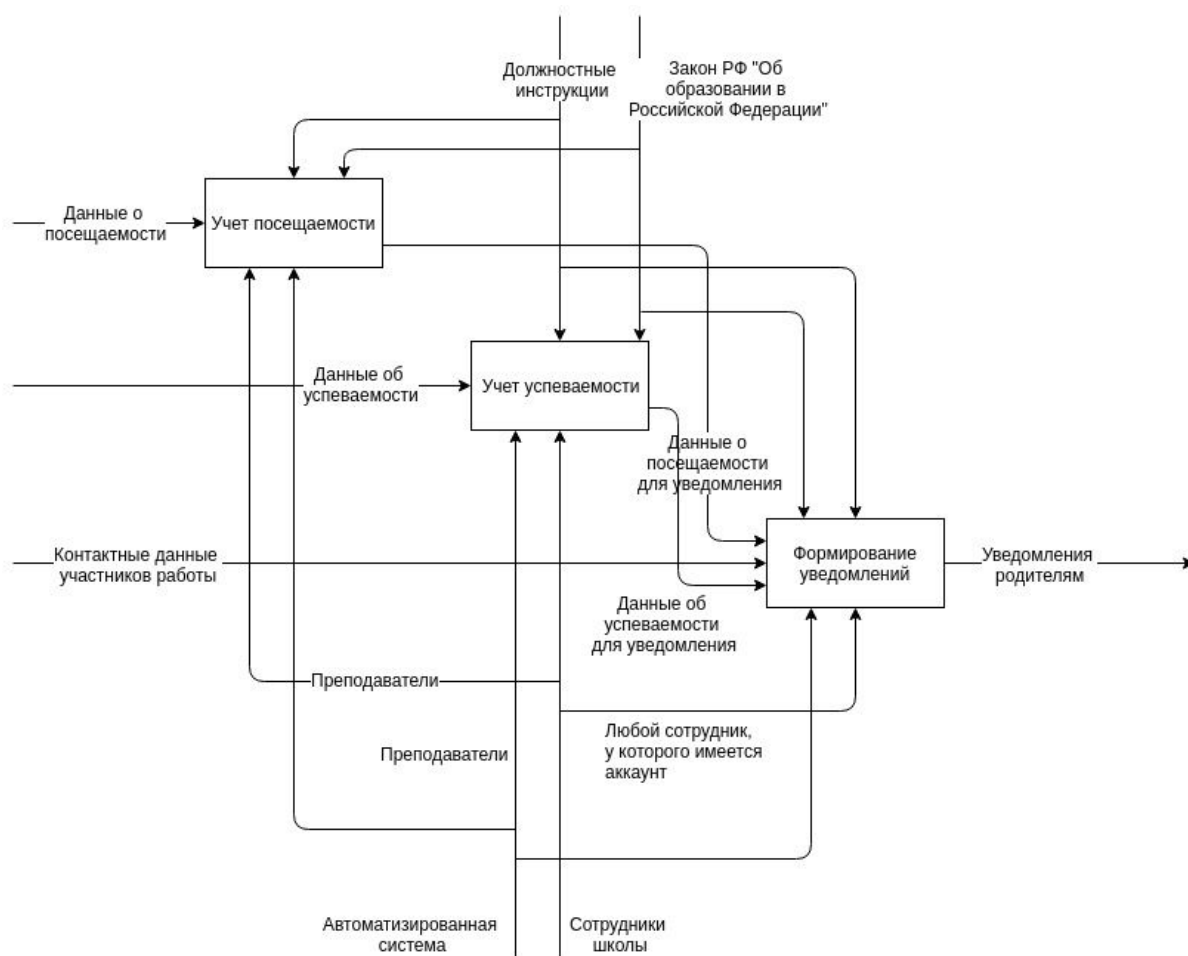 Должностные
инструкции
Закон РФ "Об
образовании в
Российской Федерации"
Данные о
посещаемости
Учет посещаемости
Данные об
успеваемости
Учет успеваемости
Данные о
посещаемости
для уведомления
Контактные данные
участников работы
Формирование
уведомлений
Уведомления
родителям
Данные об
успеваемости
для уведомления
Преподаватели
Любой сотрудник,
у которого имеется
аккаунт
Преподаватели
Автоматизированная
система
Сотрудники
школы